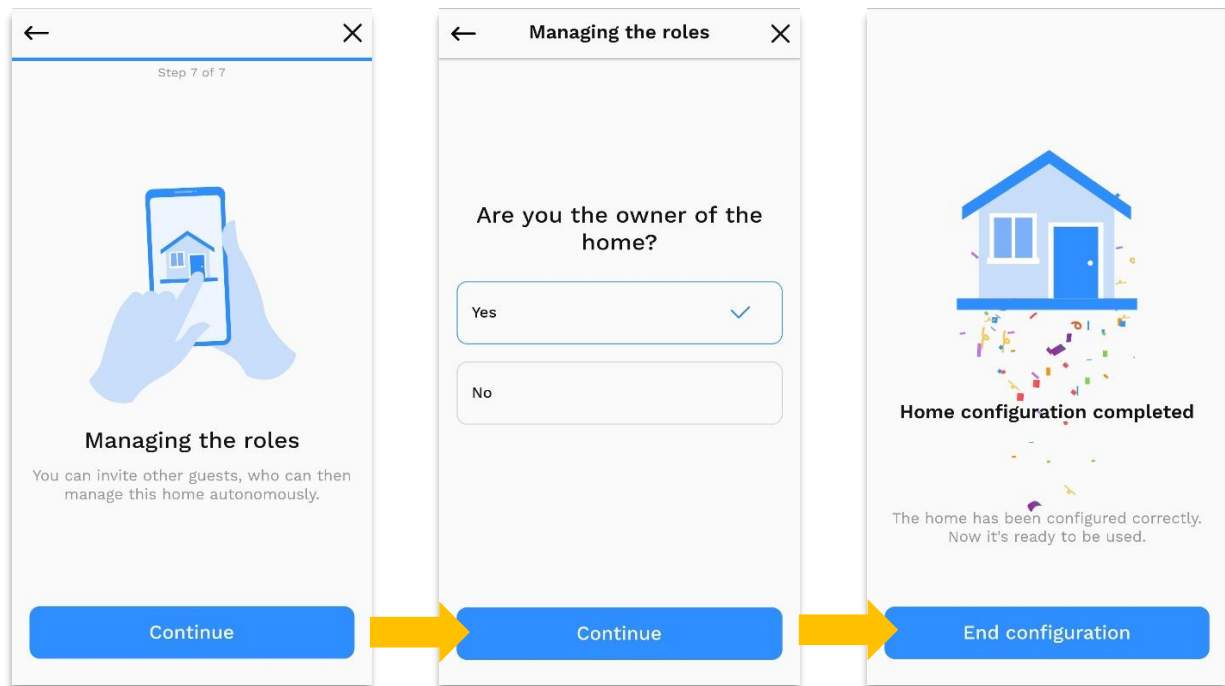 Step 7 of 7
Managing the roles
You can invite other guests, who can then
manage this home autonomously.
Continue
Managing the roles
Are you the owner of the
home?
Yes
No
Continue
Home configuration completed
The home has been configured correctly.
Now it's ready to be used.
End configuration